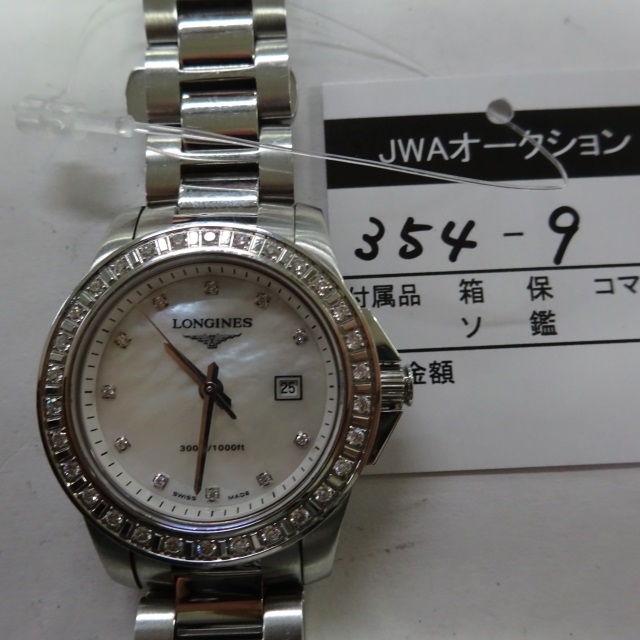 JWAオークション
354-9
付属品 箱 保 コマ
ソ 鑑
金額
LONGINES
25
300m/1000ft
SWISS MADE